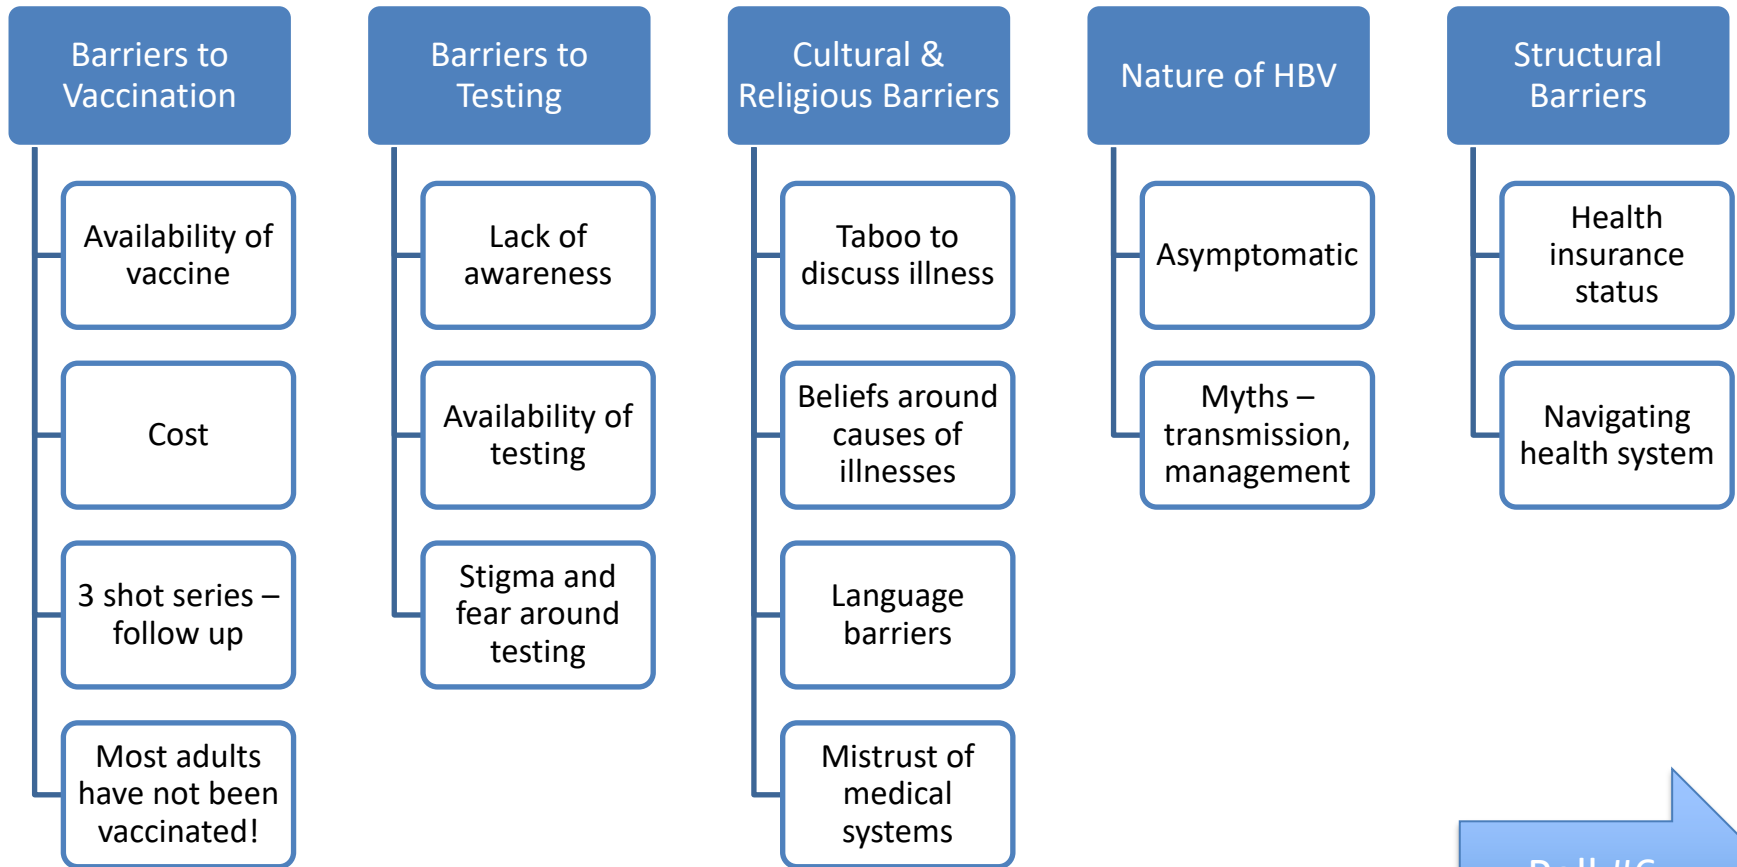 Barriers to
Vaccination
Availability of
vaccine
Cost
3 shot series –
follow up
Most adults
have not been
vaccinated!
Barriers to
Testing
Lack of
awareness
Availability of
testing
Stigma and
fear around
testing
Cultural &
Religious Barriers
Taboo to
discuss illness
Beliefs around
causes of
illnesses
Language
barriers
Mistrust of
medical
systems
Nature of HBV
Asymptomatic
Myths –
transmission,
management
Structural
Barriers
Health
insurance
status
Navigating
health system
Poll #6